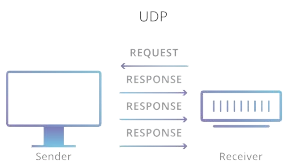 UDP
REQUEST
RESPONSE
RESPONSE
RESPONSE
Sender
Receiver